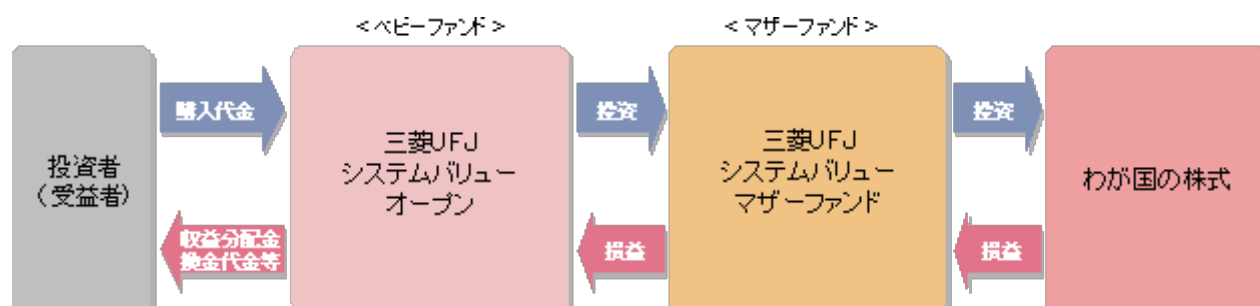 <ベビーファンド>
<マザーファンド>
購入代金
投資
投資
投資者
(受益者)
三菱UFJ
システムバリュー
オープン
三菱UFJ
システムバリュー
マザーファンド
わが国の株式
収益分配金
換金代金等
損益
損益